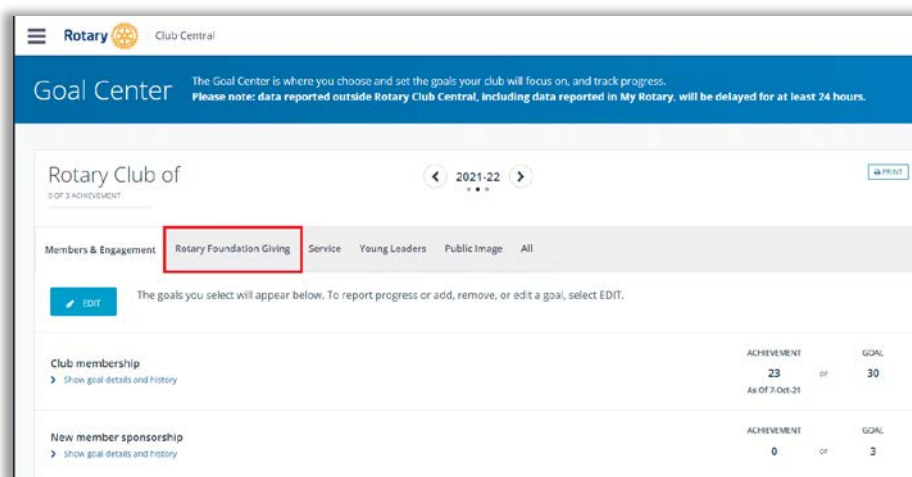 Rotary Club Central
Goal Center
The Goal Center is where you choose and set the goals your club will focus on, and track progress.
Please note: data reported outside Rotary Club Central, including data reported in My Rotary, will be delayed for at least 24 hours.
Rotary Club of
0 OF 3 ACHIEVEMENT
2021-22
PRINT
Members & Engagement Rotary Foundation Giving Service Young Leaders Public Image All
EDIT The goals you select will appear below. To report progress or add, remove, or edit a goal, select EDIT.
Club membership
Show goal details and history
ACHIEVEMENT GOAL
23 of 30
As Of 7-Oct-21
New member sponsorship
Show goal details and history
ACHIEVEMENT GOAL
0 of 3